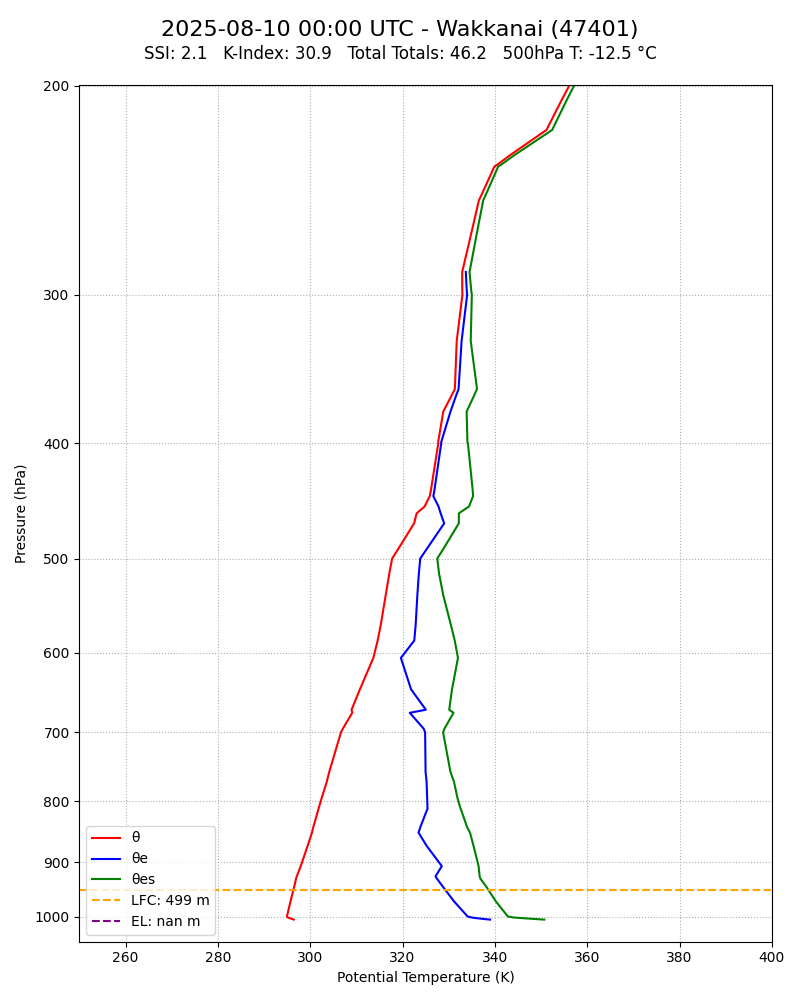 2025-08-10 00:00 UTC - Wakkanai (47401)
SSI: 2.1   K-Index: 30.9   Total Totals: 46.2   500hPa T: -12.5 °C
200
300
400
500
600
700
800
900
1000
Pressure (hPa)
θ
θe
θes
LFC: 499 m
EL: nan m
260
280
300
320
340
360
380
400
Potential Temperature (K)